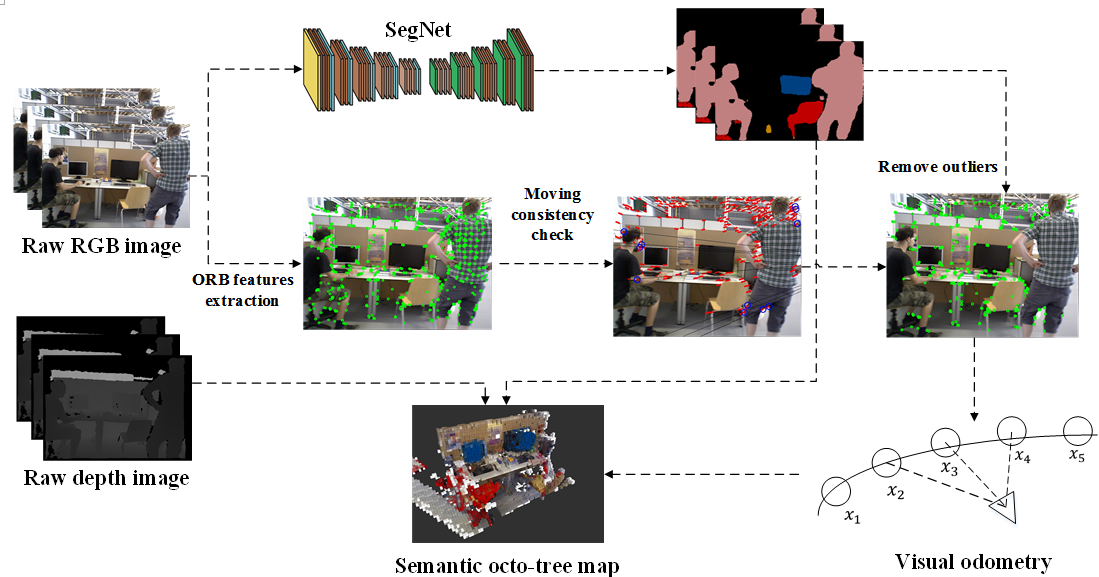 SegNet
Remove outliers
Moving
consistency
check
Raw RGB image
ORB features
extraction
Raw depth image
x₁
x₂
x₃
x₄
x₅
Semantic octo-tree map
Visual odometry